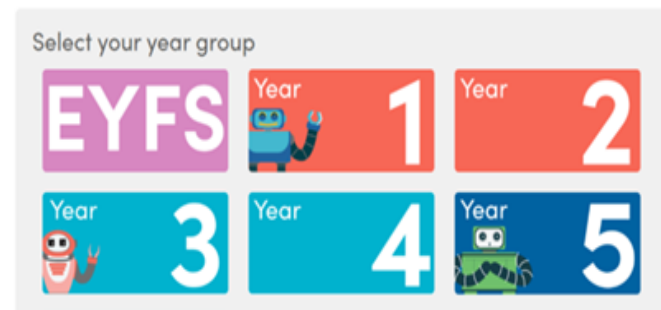 Select your year group
EYFS
Year 1
Year 2
Year 3
Year 4
Year 5